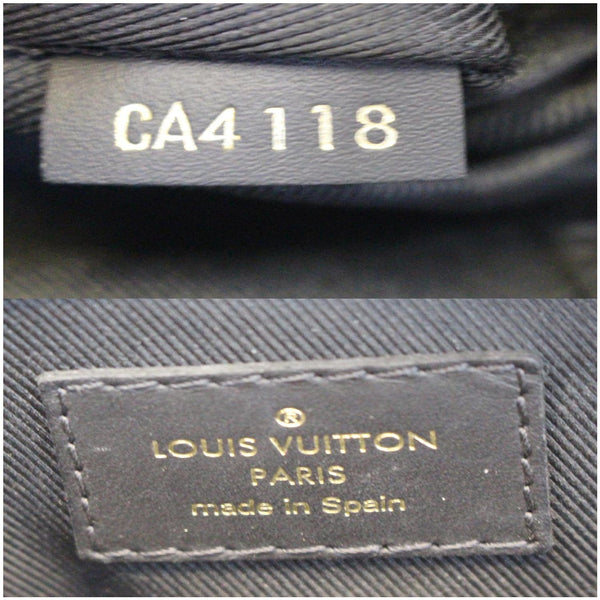 CA4118
®
LOUIS VUITTON
PARIS
made in Spain